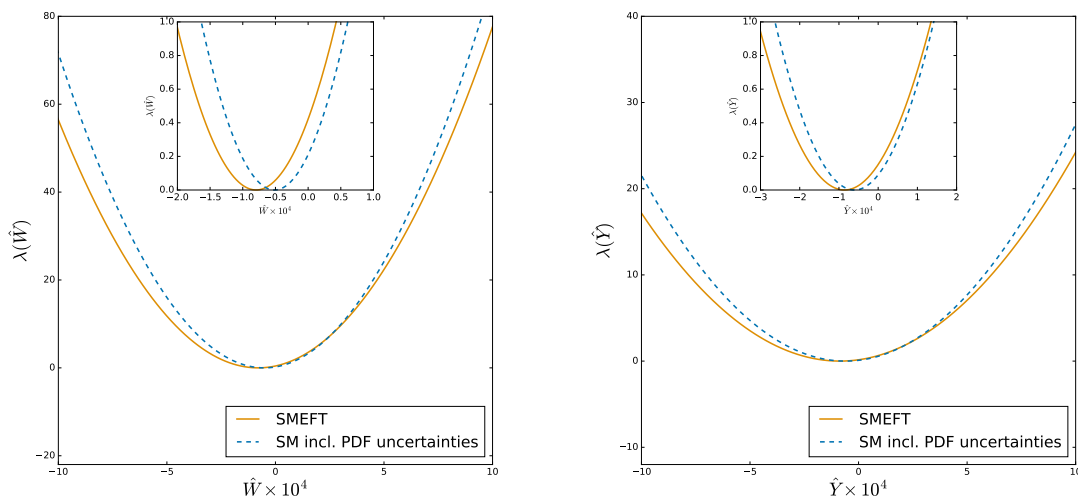 80
60
40
20
0
−20
−10
−5
0
5
10
λ(Ŵ)
Ŵ × 10⁴
1.0
0.8
0.6
0.4
0.2
0.0
−2.0 −1.5 −1.0 −0.5 0.0 0.5 1.0
λ(Ŵ)
Ŵ × 10⁴
SMEFT
SM incl. PDF uncertainties
40
30
20
10
0
−10
−10
−5
0
5
10
λ(Ŷ)
Ŷ × 10⁴
1.0
0.8
0.6
0.4
0.2
0.0
−3 −2 −1 0 1 2
λ(Ŷ)
Ŷ × 10⁴
SMEFT
SM incl. PDF uncertainties